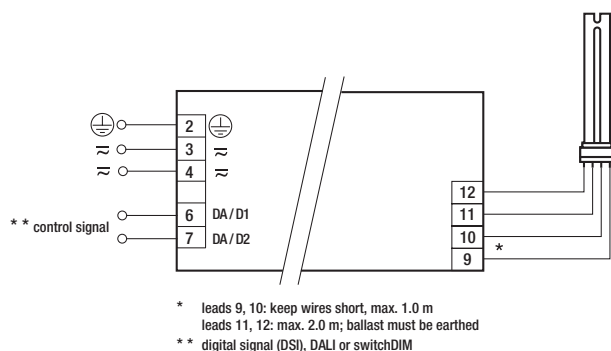 2
3
4
6 DA / D1
7 DA / D2
* * control signal
12
11
10
9
*
* leads 9, 10: keep wires short, max. 1.0 m
leads 11, 12: max. 2.0 m; ballast must be earthed
* * digital signal (DSI), DALI or switchDIM